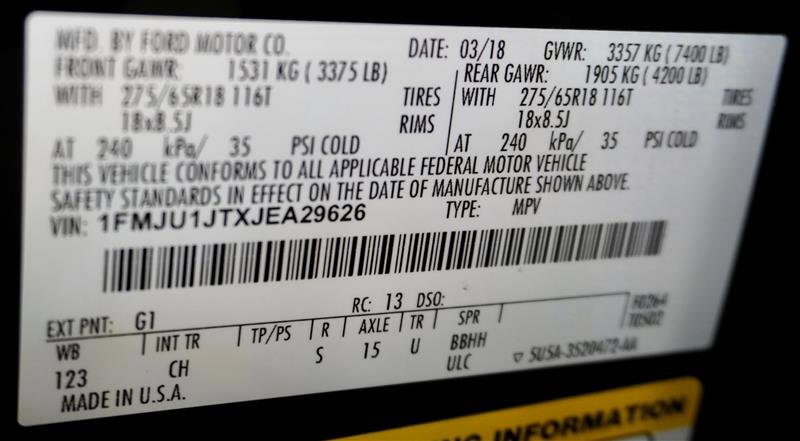 MFD. BY FORD MOTOR CO. DATE: 03/18 GVWR: 3357 KG (7400 LB)
FRONT GAWR: 1531 KG (3375 LB) REAR GAWR: 1905 KG (4200 LB)
WITH 275/65R18 116T TIRES WITH 275/65R18 116T TIRES
18x8.5J RIMS 18x8.5J RIMS
AT 240 kPa/ 35 PSI COLD AT 240 kPa/ 35 PSI COLD
THIS VEHICLE CONFORMS TO ALL APPLICABLE FEDERAL MOTOR VEHICLE
SAFETY STANDARDS IN EFFECT ON THE DATE OF MANUFACTURE SHOWN ABOVE.
VIN: 1FMJU1JTXJEA29626 TYPE: MPV
EXT PNT: G1 RC: 13 DSO: F0264
T0502
WB INT TR TP/PS R AXLE TR SPR
123 CH S 15 U BBHH
ULC SU5A-3520472-AA
MADE IN U.S.A.
INFORMATION